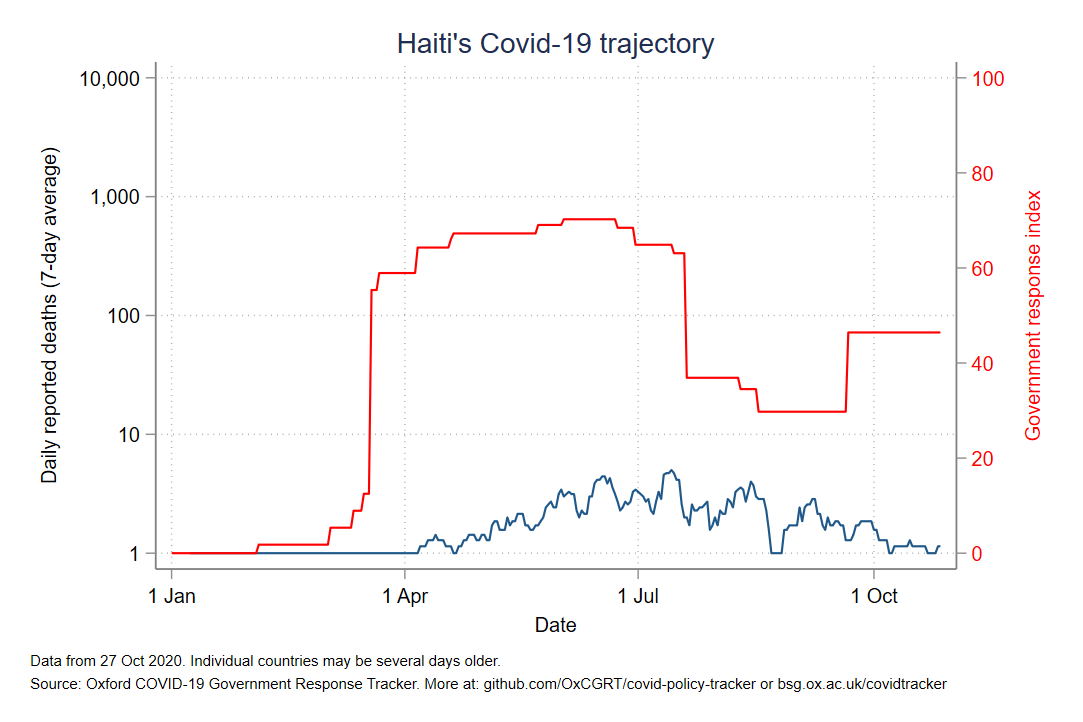 Haiti's Covid-19 trajectory
Daily reported deaths (7-day average)
10,000
1,000
100
10
1
100
80
60
40
20
0
Government response index
1 Jan
1 Apr
1 Jul
1 Oct
Date
Data from 27 Oct 2020. Individual countries may be several days older.
Source: Oxford COVID-19 Government Response Tracker. More at: github.com/OxCGRT/covid-policy-tracker or bsg.ox.ac.uk/covidtracker